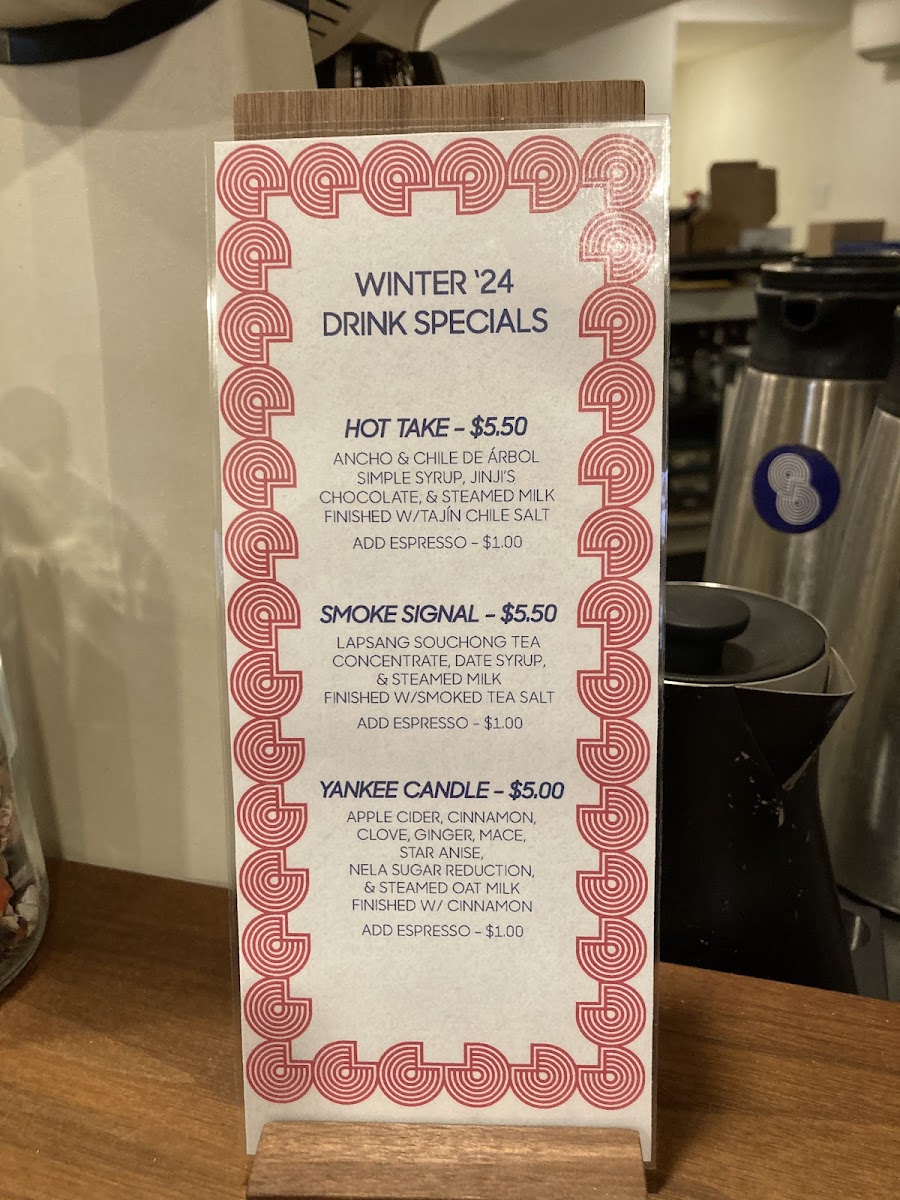 WINTER ‘24
DRINK SPECIALS
HOT TAKE – $5.50
ANCHO & CHILE DE ÁRBOL
SIMPLE SYRUP, JINJI'S
CHOCOLATE, & STEAMED MILK
FINISHED W/TAJÍN CHILE SALT
ADD ESPRESSO – $1.00
SMOKE SIGNAL – $5.50
LAPSANG SOUCHONG TEA
CONCENTRATE, DATE SYRUP,
& STEAMED MILK
FINISHED W/SMOKED TEA SALT
ADD ESPRESSO – $1.00
YANKEE CANDLE – $5.00
APPLE CIDER, CINNAMON,
CLOVE, GINGER, MACE,
STAR ANISE,
NELA SUGAR REDUCTION,
& STEAMED OAT MILK
FINISHED W/ CINNAMON
ADD ESPRESSO – $1.00